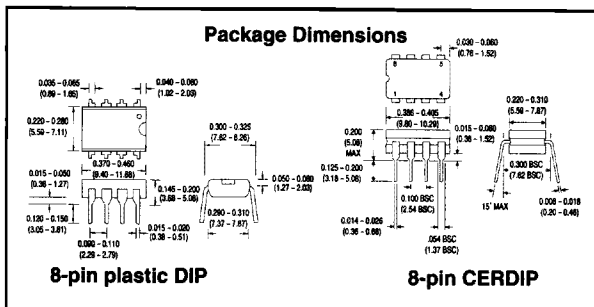 Package Dimensions
0.035 - 0.065
(0.89 - 1.65)
0.040 - 0.080
(1.02 - 2.03)
0.220 - 0.280
(5.59 - 7.11)
0.370 - 0.460
(9.40 - 11.68)
0.015 - 0.050
(0.38 - 1.27)
0.145 - 0.200
(3.68 - 5.08)
0.120 - 0.150
(3.05 - 3.81)
0.015 - 0.020
(0.38 - 0.51)
0.090 - 0.110
(2.29 - 2.79)
0.300 - 0.325
(7.62 - 8.26)
0.050 - 0.080
(1.27 - 2.03)
0.290 - 0.310
(7.37 - 7.87)
8-pin plastic DIP
0.030 - 0.060
(0.76 - 1.52)
8 5
1 4
0.386 - 0.405
(9.80 - 10.29)
0.200
(5.08)
MAX
0.015 - 0.060
(0.38 - 1.52)
0.125 - 0.200
(3.18 - 5.08)
0.100 BSC
(2.54 BSC)
0.014 - 0.026
(0.36 - 0.66)
.054 BSC
(1.37 BSC)
0.220 - 0.310
(5.59 - 7.87)
0.300 BSC
(7.62 BSC)
15° MAX
0.008 - 0.018
(0.20 - 0.46)
8-pin CERDIP